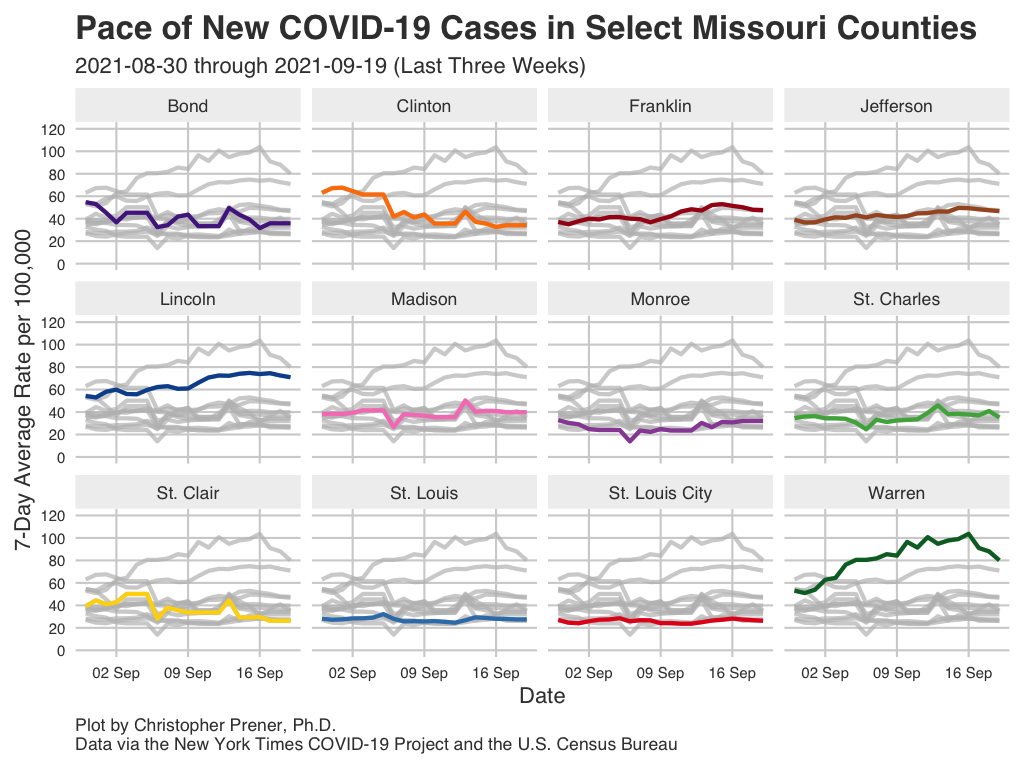 Pace of New COVID-19 Cases in Select Missouri Counties
2021-08-30 through 2021-09-19 (Last Three Weeks)
Bond Clinton Franklin Jefferson
120
100
80
60
40
20
0
Lincoln Madison Monroe St. Charles
120
100
80
60
40
20
0
St. Clair St. Louis St. Louis City Warren
120
100
80
60
40
20
0
7-Day Average Rate per 100,000
02 Sep 09 Sep 16 Sep 02 Sep 09 Sep 16 Sep 02 Sep 09 Sep 16 Sep 02 Sep 09 Sep 16 Sep
Date
Plot by Christopher Prener, Ph.D.
Data via the New York Times COVID-19 Project and the U.S. Census Bureau